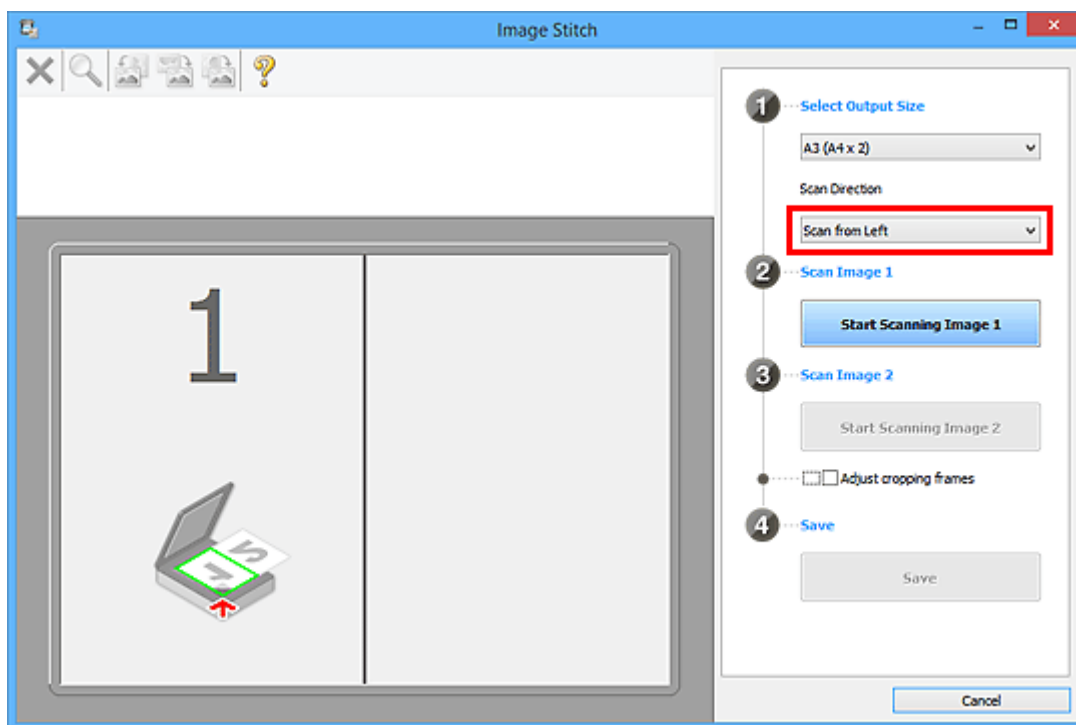 Image Stitch
1
1 Select Output Size
A3 (A4 x 2)
Scan Direction
Scan from Left
2 Scan Image 1
Start Scanning Image 1
3 Scan Image 2
Start Scanning Image 2
Adjust cropping frames
4 Save
Save
Cancel